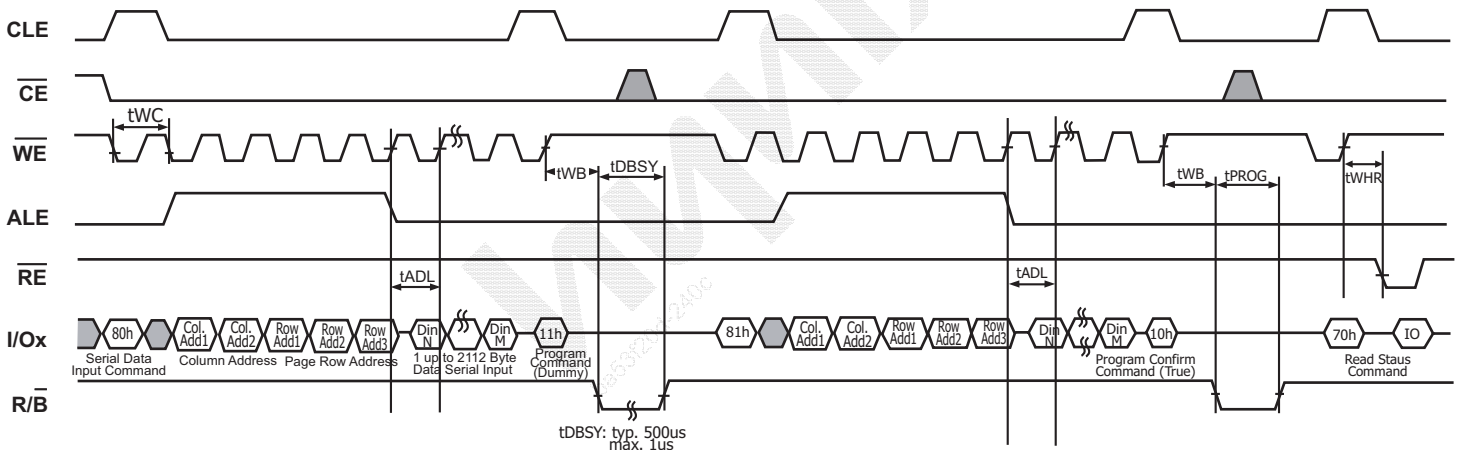 CLE
CE
tWC
WE
tWB
tDBSY
tWB
tPROG
tWHR
ALE
RE
tADL
tADL
I/Ox
80h
Col. Add1
Col. Add2
Row Add1
Row Add2
Row Add3
Din N
Din M
11h
81h
Col. Add1
Col. Add2
Row Add1
Row Add2
Row Add3
Din N
Din M
10h
70h
IO
Serial Data
Input Command
Column Address
Page Row Address
1 up to 2112 Byte
Data Serial Input
Program
Command
(Dummy)
Program Confirm
Command (True)
Read Staus
Command
R/B
tDBSY: typ. 500us
max. 1us